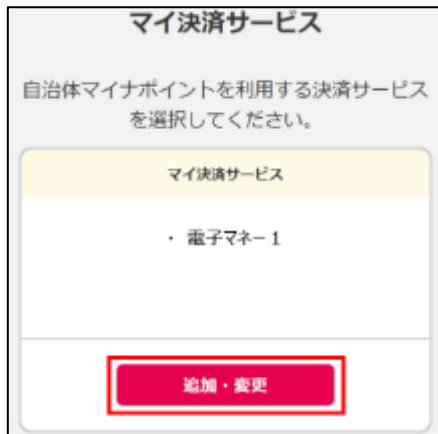 マイ決済サービス
自治体マイナポイントを利用する決済サービス
を選択してください。
マイ決済サービス
・ 電子マネー1
追加・変更